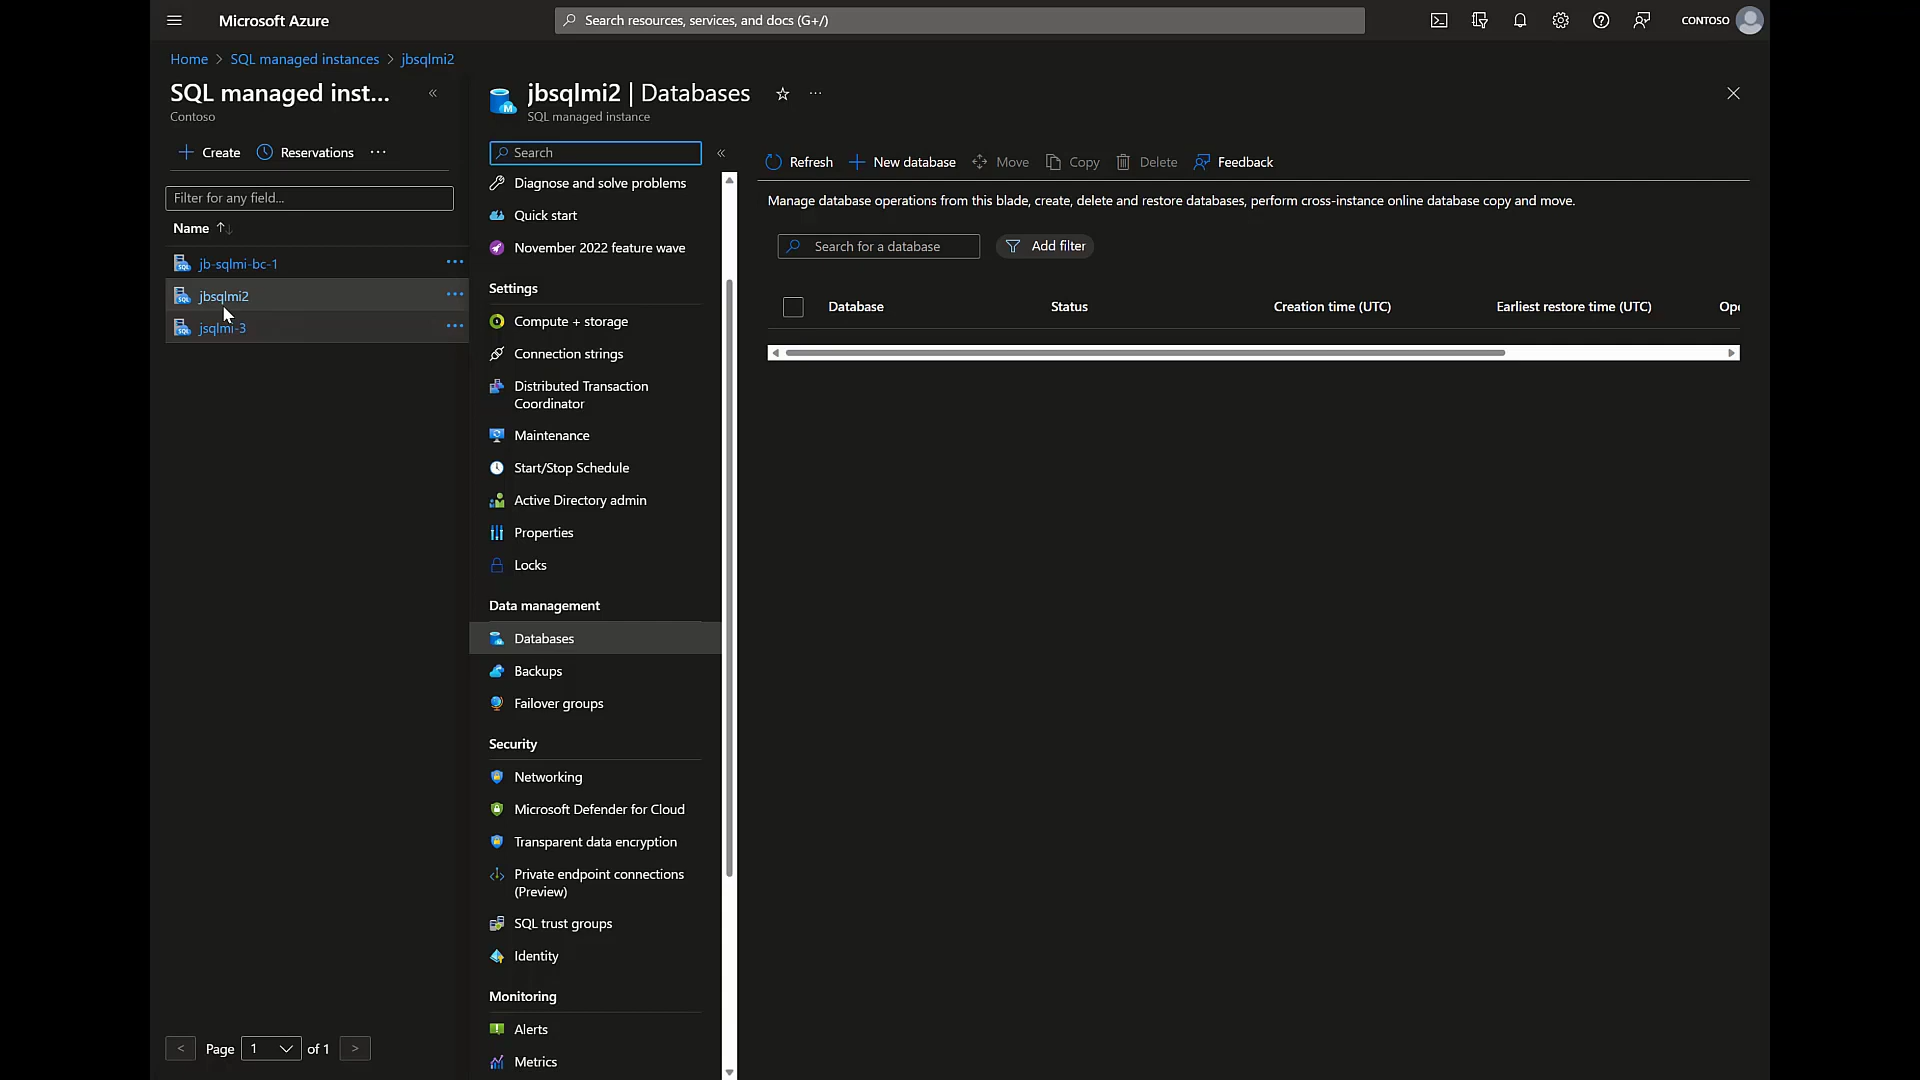 Microsoft Azure
Search resources, services, and docs (G+/)
CONTOSO
Home > SQL managed instances > jbsqlmi2
SQL managed inst...
Contoso
Create
Reservations
Filter for any field...
Name
jb-sqlmi-bc-1
jbsqlmi2
jsqlmi-3
Page 1 of 1
jbsqlmi2 | Databases
SQL managed instance
Search
Diagnose and solve problems
Quick start
November 2022 feature wave
Settings
Compute + storage
Connection strings
Distributed Transaction
Coordinator
Maintenance
Start/Stop Schedule
Active Directory admin
Properties
Locks
Data management
Databases
Backups
Failover groups
Security
Networking
Microsoft Defender for Cloud
Transparent data encryption
Private endpoint connections
(Preview)
SQL trust groups
Identity
Monitoring
Alerts
Metrics
Refresh
New database
Move
Copy
Delete
Feedback
Manage database operations from this blade, create, delete and restore databases, perform cross-instance online database copy and move.
Search for a database
Add filter
Database
Status
Creation time (UTC)
Earliest restore time (UTC)
Ope